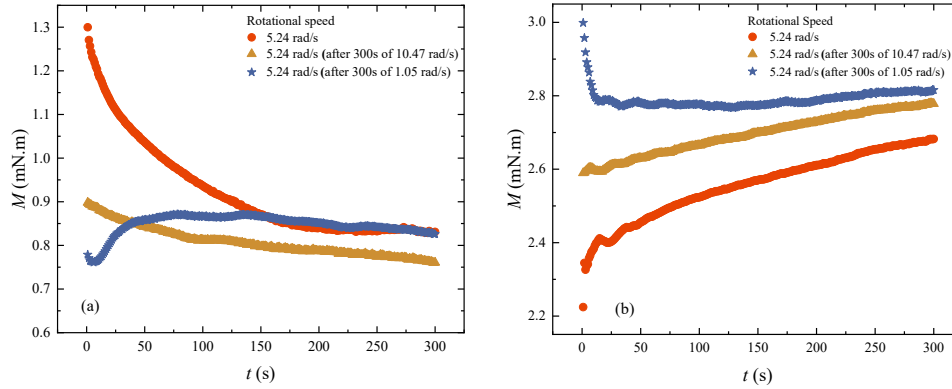 Rotational speed
5.24 rad/s
5.24 rad/s (after 300s of 10.47 rad/s)
5.24 rad/s (after 300s of 1.05 rad/s)
1.3
1.2
1.1
1.0
0.9
0.8
0.7
0.6
M (mN.m)
(a)
0 50 100 150 200 250 300
t (s)
Rotational Speed
5.24 rad/s
5.24 rad/s (after 300s of 10.47 rad/s)
5.24 rad/s (after 300s of 1.05 rad/s)
3.0
2.8
2.6
2.4
2.2
M (mN.m)
(b)
0 50 100 150 200 250 300
t (s)